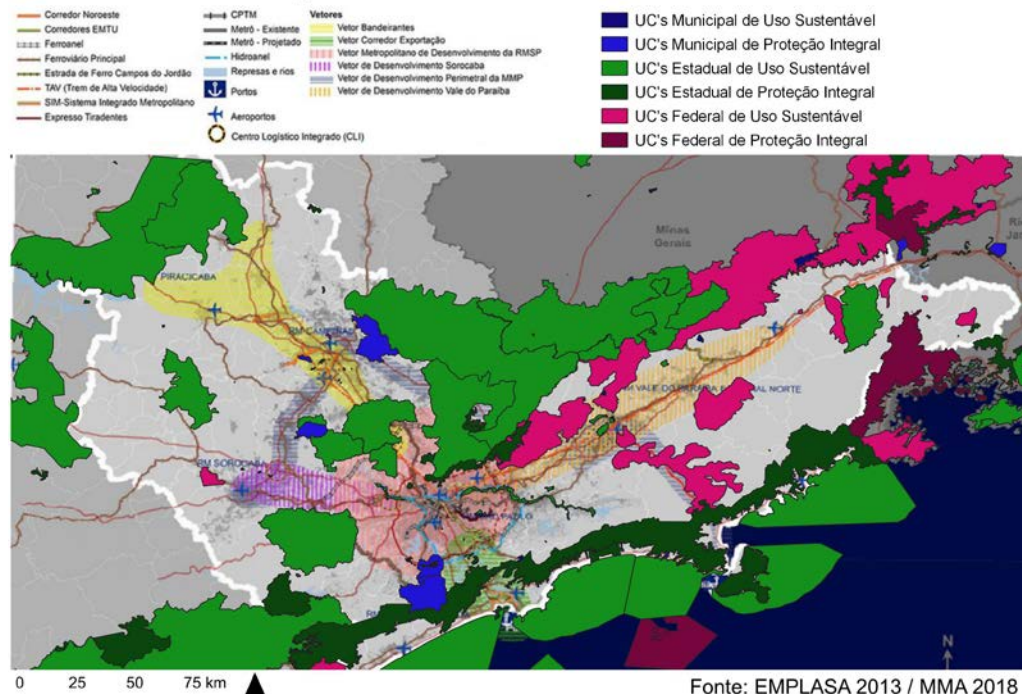 Corredor Noroeste
Corredores EMTU
Ferroanel
Ferroviário Principal
Estrada de Ferro Campos do Jordão
TAV (Trem de Alta Velocidade)
SIM-Sistema Integrado Metropolitano
Expresso Tiradentes
CPTM
Metrô - Existente
Metrô - Projetado
Hidroanel
Represas e rios
Portos
Aeroportos
Centro Logístico Integrado (CLI)
Vetores
Vetor Bandeirantes
Vetor Corredor Exportação
Vetor Metropolitano de Desenvolvimento da RMSP
Vetor de Desenvolvimento Sorocaba
Vetor de Desenvolvimento Perimetral da MMP
Vetor de Desenvolvimento Vale do Paraíba
UC's Municipal de Uso Sustentável
UC's Municipal de Proteção Integral
UC's Estadual de Uso Sustentável
UC's Estadual de Proteção Integral
UC's Federal de Uso Sustentável
UC's Federal de Proteção Integral
Minas
Gerais
PIRACICABA
RM CAMPINAS
VALE DO PARAÍBA
NORTE
RM SOROCABA
N
0 25 50 75 km
Fonte: EMPLASA 2013 / MMA 2018